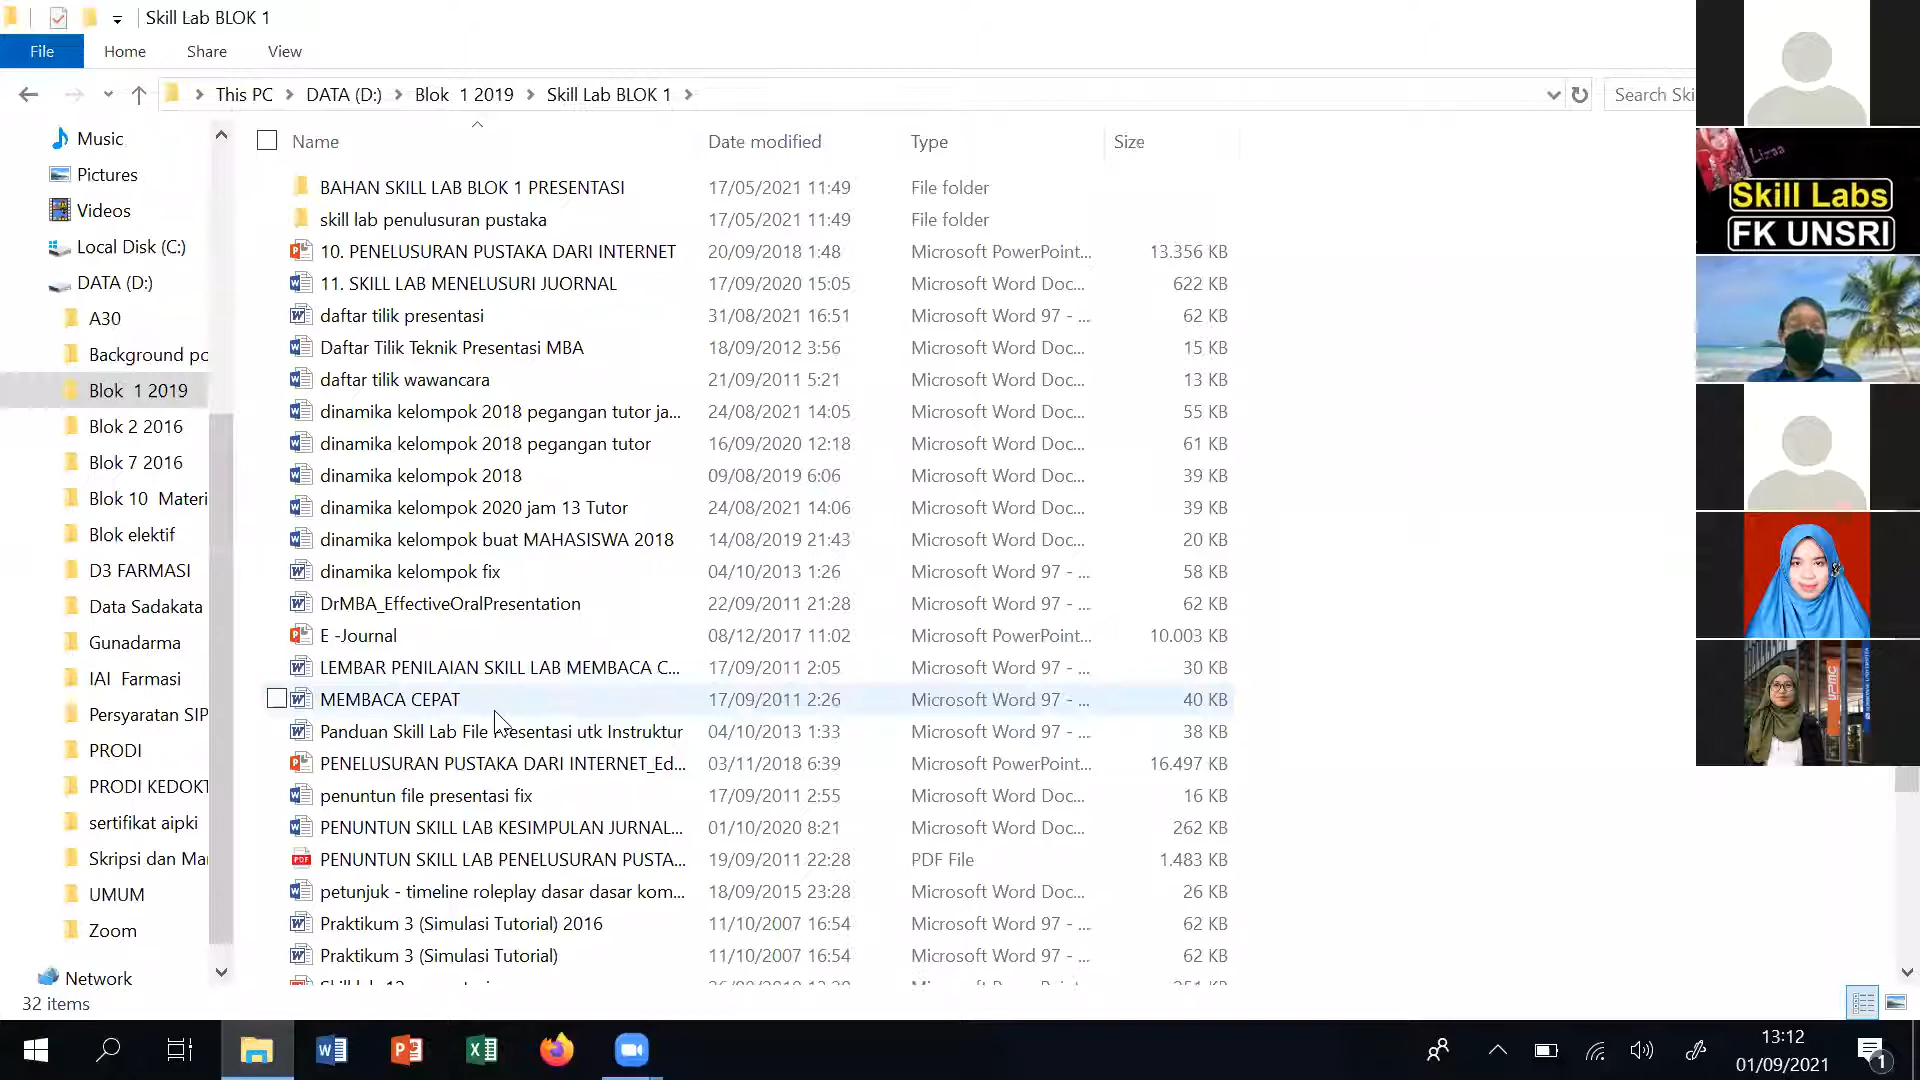 Skill Lab BLOK 1
File Home Share View
This PC DATA (D:) Blok 1 2019 Skill Lab BLOK 1
Search Ski
Music
Pictures
Videos
Local Disk (C:)
DATA (D:)
A30
Background po
Blok 1 2019
Blok 2 2016
Blok 7 2016
Blok 10 Materi
Blok elektif
D3 FARMASI
Data Sadakata
Gunadarma
IAI Farmasi
Persyaratan SIP
PRODI
PRODI KEDOKT
sertifikat aipki
Skripsi dan Ma
UMUM
Zoom
Network
Name Date modified Type Size
BAHAN SKILL LAB BLOK 1 PRESENTASI 17/05/2021 11:49 File folder
skill lab penulusuran pustaka 17/05/2021 11:49 File folder
10. PENELUSURAN PUSTAKA DARI INTERNET 20/09/2018 1:48 Microsoft PowerPoint... 13.356 KB
11. SKILL LAB MENELUSURI JUORNAL 17/09/2020 15:05 Microsoft Word Doc... 622 KB
daftar tilik presentasi 31/08/2021 16:51 Microsoft Word 97 - ... 62 KB
Daftar Tilik Teknik Presentasi MBA 18/09/2012 3:56 Microsoft Word Doc... 15 KB
daftar tilik wawancara 21/09/2011 5:21 Microsoft Word Doc... 13 KB
dinamika kelompok 2018 pegangan tutor ja... 24/08/2021 14:05 Microsoft Word Doc... 55 KB
dinamika kelompok 2018 pegangan tutor 16/09/2020 12:18 Microsoft Word Doc... 61 KB
dinamika kelompok 2018 09/08/2019 6:06 Microsoft Word Doc... 39 KB
dinamika kelompok 2020 jam 13 Tutor 24/08/2021 14:06 Microsoft Word Doc... 39 KB
dinamika kelompok buat MAHASISWA 2018 14/08/2019 21:43 Microsoft Word Doc... 20 KB
dinamika kelompok fix 04/10/2013 1:26 Microsoft Word 97 - ... 58 KB
DrMBA_EffectiveOralPresentation 22/09/2011 21:28 Microsoft Word 97 - ... 62 KB
E -Journal 08/12/2017 11:02 Microsoft PowerPoint... 10.003 KB
LEMBAR PENILAIAN SKILL LAB MEMBACA C... 17/09/2011 2:05 Microsoft Word 97 - ... 30 KB
MEMBACA CEPAT 17/09/2011 2:26 Microsoft Word 97 - ... 40 KB
Panduan Skill Lab File Presentasi utk Instruktur 04/10/2013 1:33 Microsoft Word 97 - ... 38 KB
PENELUSURAN PUSTAKA DARI INTERNET_Ed... 03/11/2018 6:39 Microsoft PowerPoint... 16.497 KB
penuntun file presentasi fix 17/09/2011 2:55 Microsoft Word Doc... 16 KB
PENUNTUN SKILL LAB KESIMPULAN JURNAL... 01/10/2020 8:21 Microsoft Word Doc... 262 KB
PENUNTUN SKILL LAB PENELUSURAN PUSTA... 19/09/2011 22:28 PDF File 1.483 KB
petunjuk - timeline roleplay dasar dasar kom... 18/09/2015 23:28 Microsoft Word Doc... 26 KB
Praktikum 3 (Simulasi Tutorial) 2016 11/10/2007 16:54 Microsoft Word 97 - ... 62 KB
Praktikum 3 (Simulasi Tutorial) 11/10/2007 16:54 Microsoft Word 97 - ... 62 KB
32 items
Lizaa
Skill Labs
FK UNSRI
UPMC
13:12
01/09/2021
1